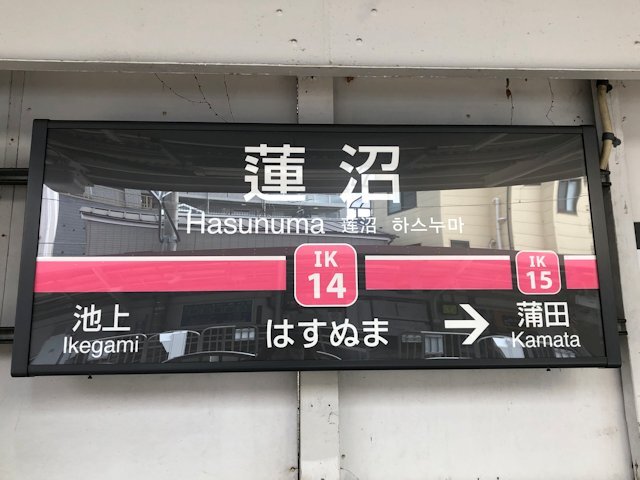 蓮沼
Hasunuma 莲沼 하스누마
IK
14
IK
15
池上
Ikegami
はすぬま
→ 蒲田
Kamata